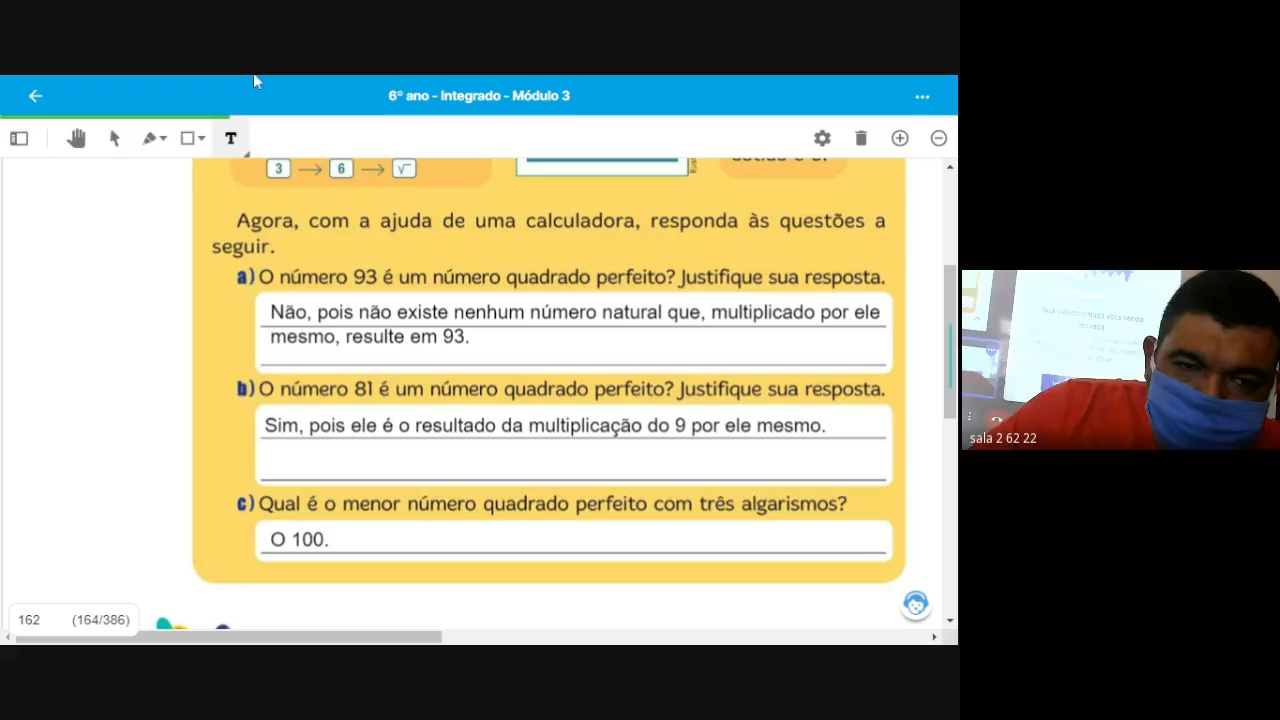 6º ano - Integrado - Módulo 3
T
3 → 6 → √
Agora, com a ajuda de uma calculadora, responda às questões a
seguir.
a) O número 93 é um número quadrado perfeito? Justifique sua resposta.
Não, pois não existe nenhum número natural que, multiplicado por ele
mesmo, resulte em 93.
b) O número 81 é um número quadrado perfeito? Justifique sua resposta.
Sim, pois ele é o resultado da multiplicação do 9 por ele mesmo.
c) Qual é o menor número quadrado perfeito com três algarismos?
O 100.
162 (164/386)
sala 2 62 22